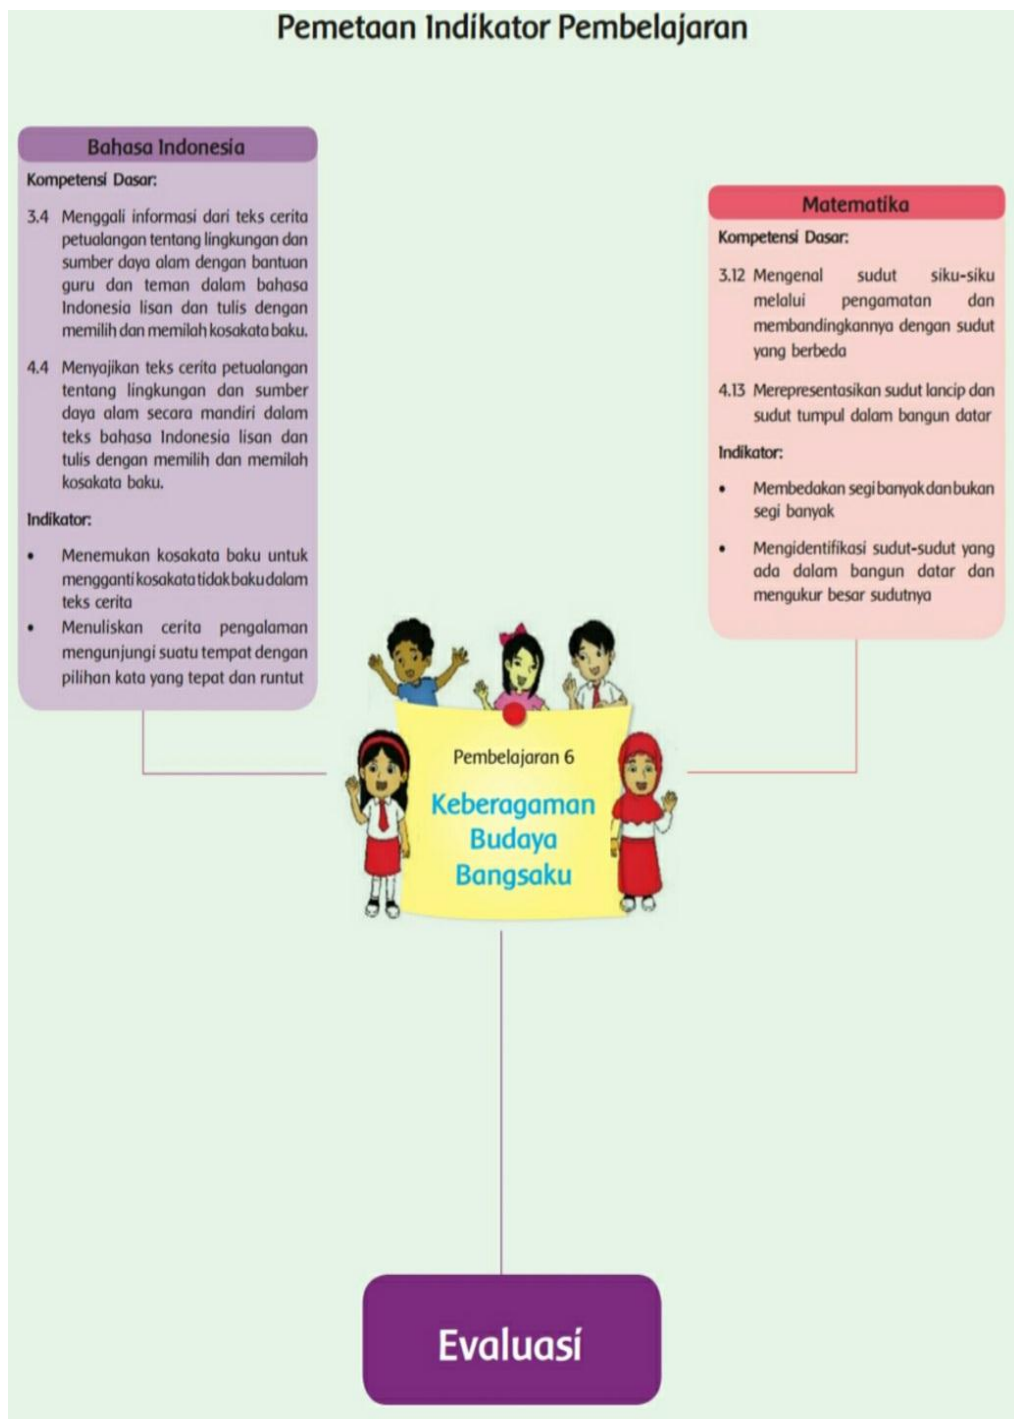 Pemetaan Indikator Pembelajaran
Bahasa Indonesia
Kompetensi Dasar:
3.4 Menggali informasi dari teks cerita
petualangan tentang lingkungan dan
sumber daya alam dengan bantuan
guru dan teman dalam bahasa
Indonesia lisan dan tulis dengan
memilih dan memilah kosakata baku.
4.4 Menyajikan teks cerita petualangan
tentang lingkungan dan sumber
daya alam secara mandiri dalam
teks bahasa Indonesia lisan dan
tulis dengan memilih dan memilah
kosakata baku.
Indikator:
• Menemukan kosakata baku untuk
mengganti kosakata tidak baku dalam
teks cerita
• Menuliskan cerita pengalaman
mengunjungi suatu tempat dengan
pilihan kata yang tepat dan runtut
Matematika
Kompetensi Dasar:
3.12 Mengenal sudut siku-siku
melalui pengamatan dan
membandingkannya dengan sudut
yang berbeda
4.13 Merepresentasikan sudut lancip dan
sudut tumpul dalam bangun datar
Indikator:
• Membedakan segi banyak dan bukan
segi banyak
• Mengidentifikasi sudut-sudut yang
ada dalam bangun datar dan
mengukur besar sudutnya
Pembelajaran 6
Keberagaman
Budaya
Bangsaku
Evaluasi